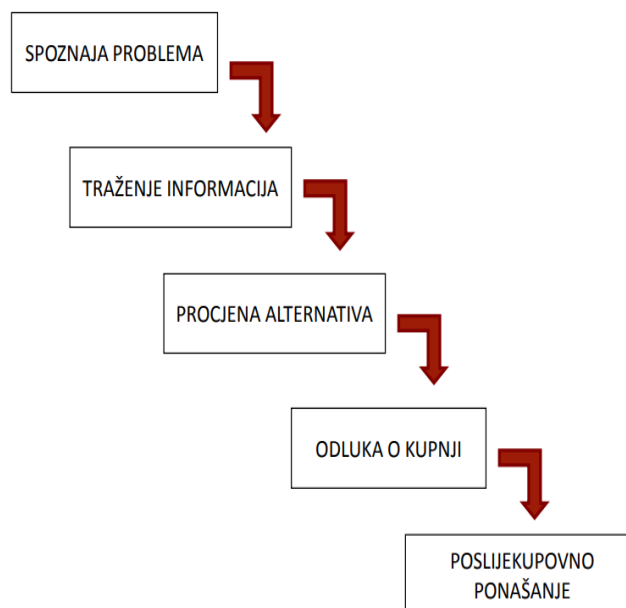 SPOZNAJA PROBLEMA
TRAŽENJE INFORMACIJA
PROCJENA ALTERNATIVA
ODLUKA O KUPNJI
POSLIJEKUPOVNO
PONAŠANJE